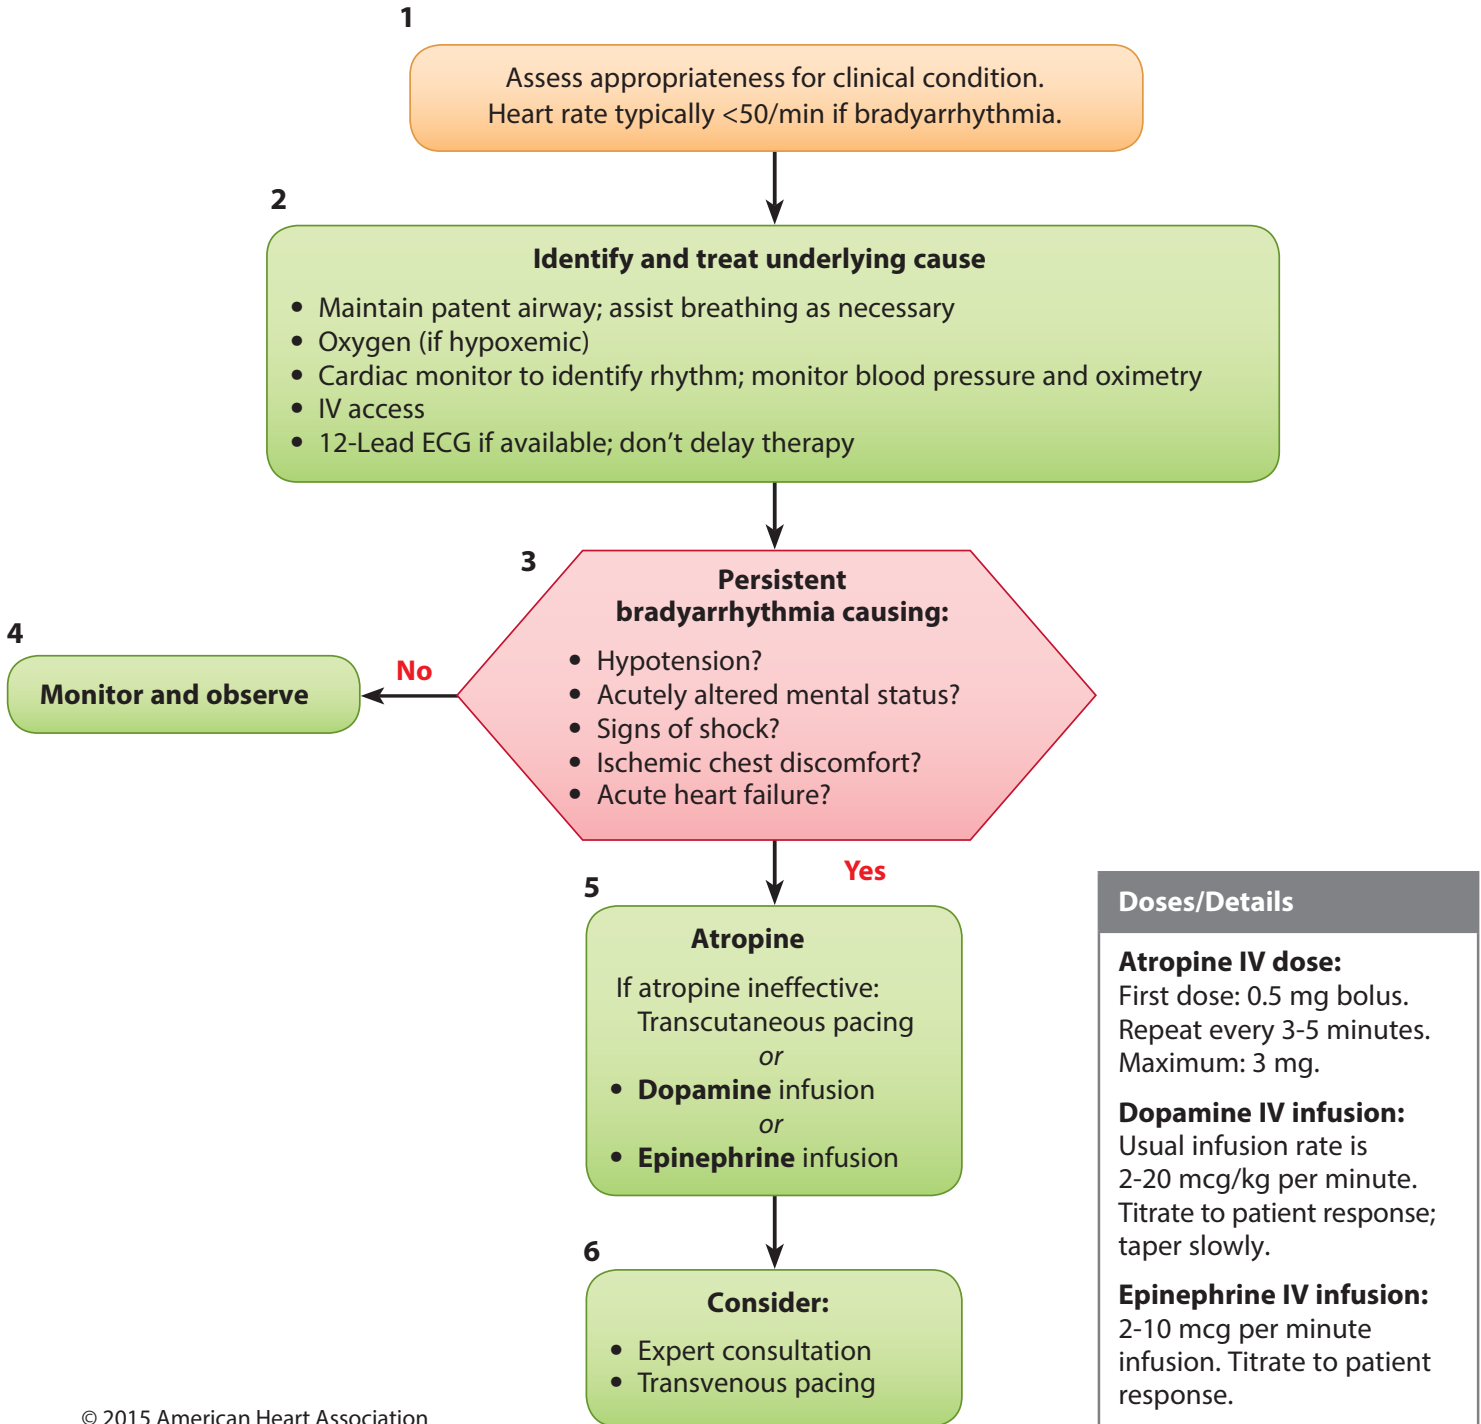 1
Assess appropriateness for clinical condition.
Heart rate typically <50/min if bradyarrhythmia.
2
Identify and treat underlying cause
• Maintain patent airway; assist breathing as necessary
• Oxygen (if hypoxemic)
• Cardiac monitor to identify rhythm; monitor blood pressure and oximetry
• IV access
• 12-Lead ECG if available; don't delay therapy
3
Persistent
bradyarrhythmia causing:
• Hypotension?
• Acutely altered mental status?
• Signs of shock?
• Ischemic chest discomfort?
• Acute heart failure?
No
4
Monitor and observe
Yes
5
Atropine
If atropine ineffective:
Transcutaneous pacing
or
• Dopamine infusion
or
• Epinephrine infusion
6
Consider:
• Expert consultation
• Transvenous pacing
Doses/Details
Atropine IV dose:
First dose: 0.5 mg bolus.
Repeat every 3-5 minutes.
Maximum: 3 mg.
Dopamine IV infusion:
Usual infusion rate is
2-20 mcg/kg per minute.
Titrate to patient response;
taper slowly.
Epinephrine IV infusion:
2-10 mcg per minute
infusion. Titrate to patient
response.
© 2015 American Heart Association